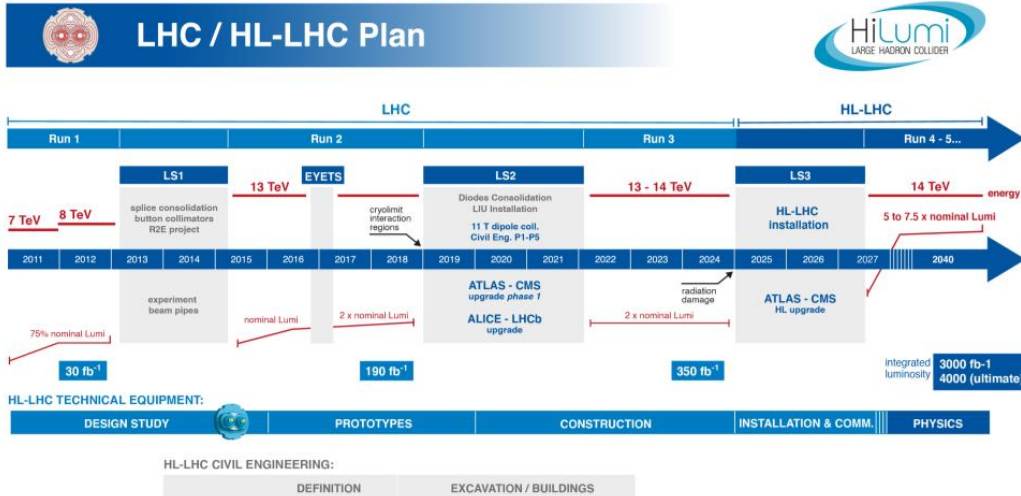 LHC / HL-LHC Plan
HiLumi
LARGE HADRON COLLIDER
LHC
HL-LHC
Run 1
Run 2
Run 3
Run 4 - 5...
LS1
EYETS
LS2
LS3
7 TeV
8 TeV
splice consolidation
button collimators
R2E project
13 TeV
cryolimit
interaction
regions
Diodes Consolidation
LIU Installation
11 T dipole coll.
Civil Eng. P1-P5
13 - 14 TeV
HL-LHC
installation
14 TeV
energy
5 to 7.5 x nominal Lumi
2011 2012 2013 2014 2015 2016 2017 2018 2019 2020 2021 2022 2023 2024 2025 2026 2027 2040
75% nominal Lumi
experiment
beam pipes
nominal Lumi
2 x nominal Lumi
ATLAS - CMS
upgrade phase 1
ALICE - LHCb
upgrade
2 x nominal Lumi
radiation
damage
ATLAS - CMS
HL upgrade
30 fb-1
190 fb-1
350 fb-1
integrated
luminosity
3000 fb-1
4000 (ultimate)
HL-LHC TECHNICAL EQUIPMENT:
DESIGN STUDY
PROTOTYPES
CONSTRUCTION
INSTALLATION & COMM.
PHYSICS
HL-LHC CIVIL ENGINEERING:
DEFINITION
EXCAVATION / BUILDINGS